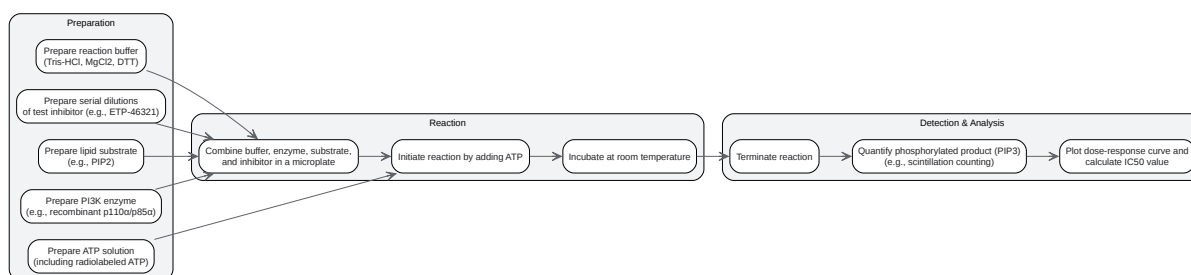 Preparation
Prepare reaction buffer
(Tris-HCl, MgCl2, DTT)
Prepare serial dilutions
of test inhibitor (e.g., ETP-46321)
Prepare lipid substrate
(e.g., PIP2)
Prepare PI3K enzyme
(e.g., recombinant p110α/p85α)
Prepare ATP solution
(including radiolabeled ATP)
Reaction
Combine buffer, enzyme, substrate,
and inhibitor in a microplate
Initiate reaction by adding ATP
Incubate at room temperature
Detection & Analysis
Terminate reaction
Quantify phosphorylated product (PIP3)
(e.g., scintillation counting)
Plot dose-response curve and
calculate IC50 value